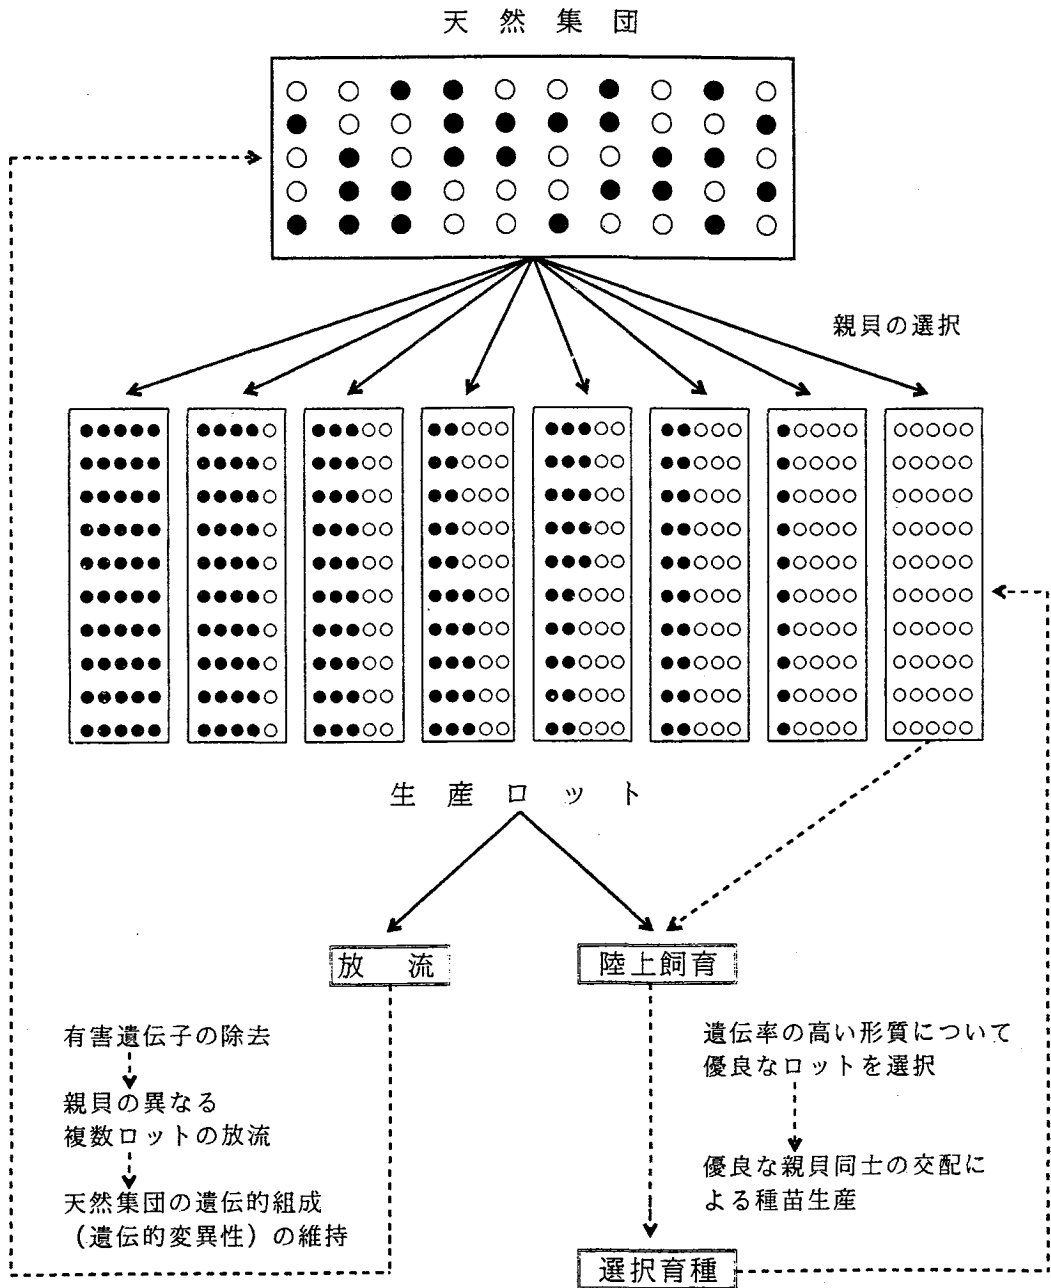 天然集団
親貝の選択
生産ロット
放流
陸上飼育
有害遺伝子の除去
親貝の異なる
複数ロットの放流
天然集団の遺伝的組成
（遺伝的変異性）の維持
遺伝率の高い形質について
優良なロットを選択
優良な親貝同士の交配に
よる種苗生産
選択育種